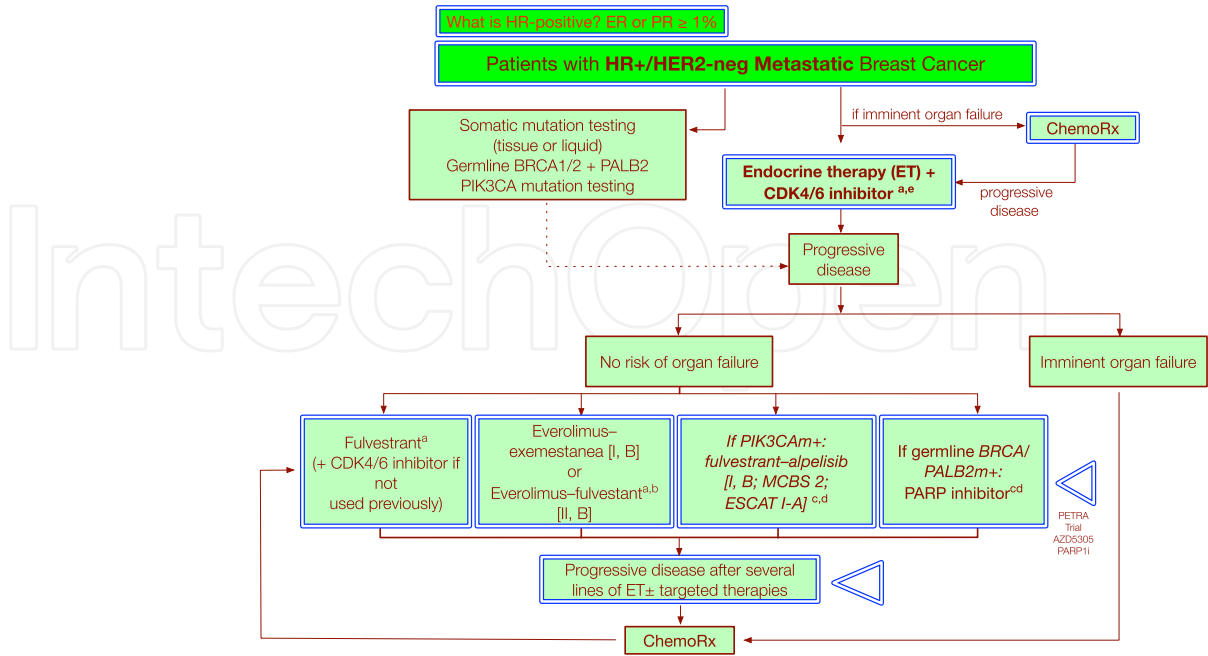 What is HR-positive? ER or PR ≥ 1%
Patients with HR+/HER2-neg Metastatic Breast Cancer
Somatic mutation testing
(tissue or liquid)
Germline BRCA1/2 + PALB2
PIK3CA mutation testing
if imminent organ failure
ChemoRx
Endocrine therapy (ET) +
CDK4/6 inhibitor a,e
progressive
disease
Progressive
disease
IntechOpen
No risk of organ failure
Imminent organ failure
Fulvestranta
(+ CDK4/6 inhibitor if
not
used previously)
Everolimus–
exemestanea [I, B]
or
Everolimus–fulvestanta,b
[II, B]
If PIK3CAm+:
fulvestrant–alpelisib
[I, B; MCBS 2;
ESCAT I-A] c,d
If germline BRCA/
PALB2m+:
PARP inhibitorcd
PETRA
Trial
AZD5305
PARP1i
Progressive disease after several
lines of ET± targeted therapies
ChemoRx